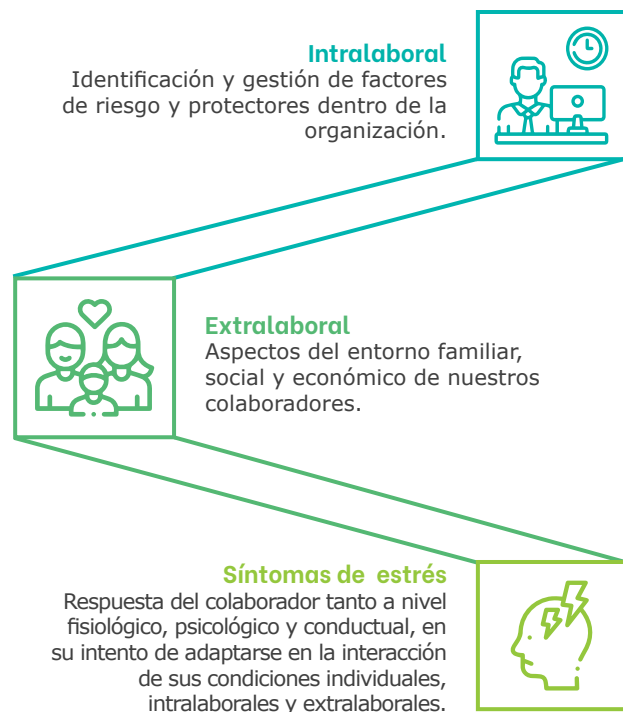 Intralaboral
Identificación y gestión de factores
de riesgo y protectores dentro de la
organización.
Extralaboral
Aspectos del entorno familiar,
social y económico de nuestros
colaboradores.
Síntomas de estrés
Respuesta del colaborador tanto a nivel
fisiológico, psicológico y conductual, en
su intento de adaptarse en la interacción
de sus condiciones individuales,
intralaborales y extralaborales.